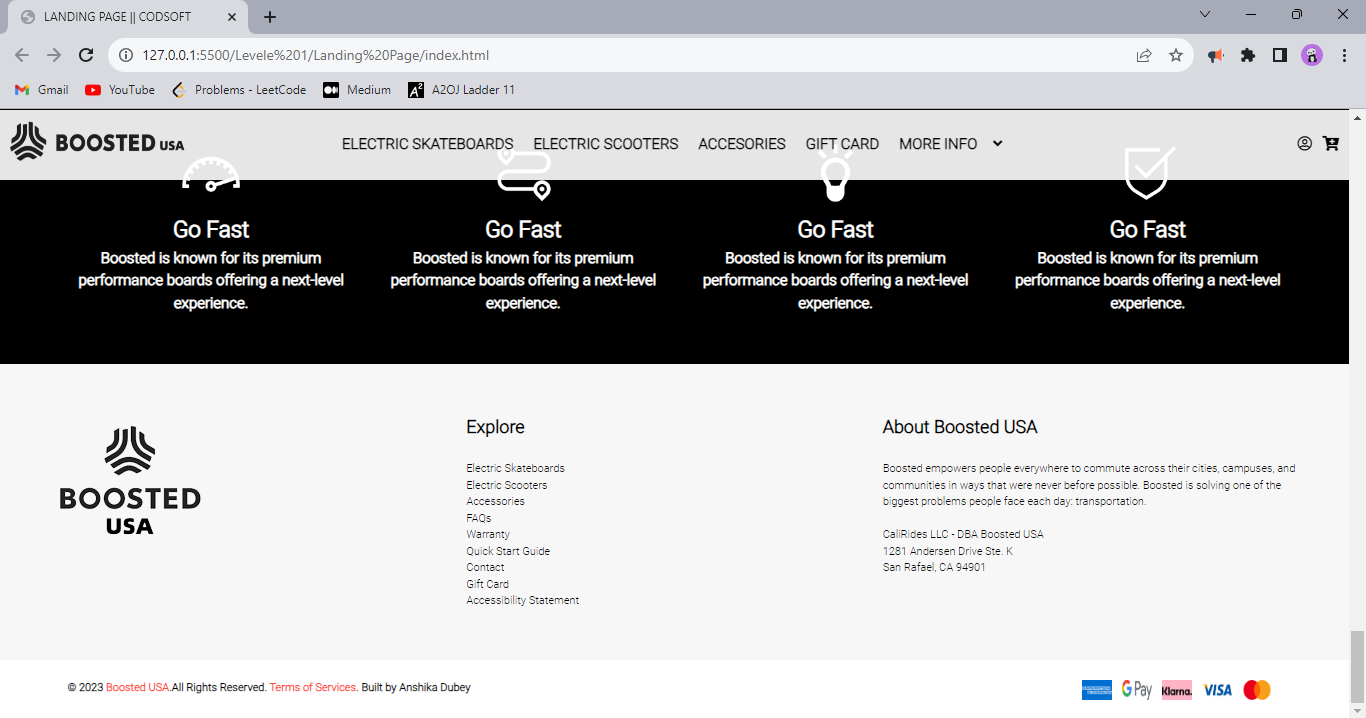 LANDING PAGE || CODSOFT
127.0.0.1:5500/Levele%201/Landing%20Page/index.html
Gmail YouTube Problems - LeetCode Medium A2OJ Ladder 11
BOOSTED USA ELECTRIC SKATEBOARDS ELECTRIC SCOOTERS ACCESORIES GIFT CARD MORE INFO
Go Fast
Boosted is known for its premium
performance boards offering a next-level
experience.
Go Fast
Boosted is known for its premium
performance boards offering a next-level
experience.
Go Fast
Boosted is known for its premium
performance boards offering a next-level
experience.
Go Fast
Boosted is known for its premium
performance boards offering a next-level
experience.
BOOSTED
USA
Explore
Electric Skateboards
Electric Scooters
Accessories
FAQs
Warranty
Quick Start Guide
Contact
Gift Card
Accessibility Statement
About Boosted USA
Boosted empowers people everywhere to commute across their cities, campuses, and
communities in ways that were never before possible. Boosted is solving one of the
biggest problems people face each day: transportation.
CaliRides LLC - DBA Boosted USA
1281 Andersen Drive Ste. K
San Rafael, CA 94901
© 2023 Boosted USA.All Rights Reserved. Terms of Services. Built by Anshika Dubey
G Pay Klarna. VISA